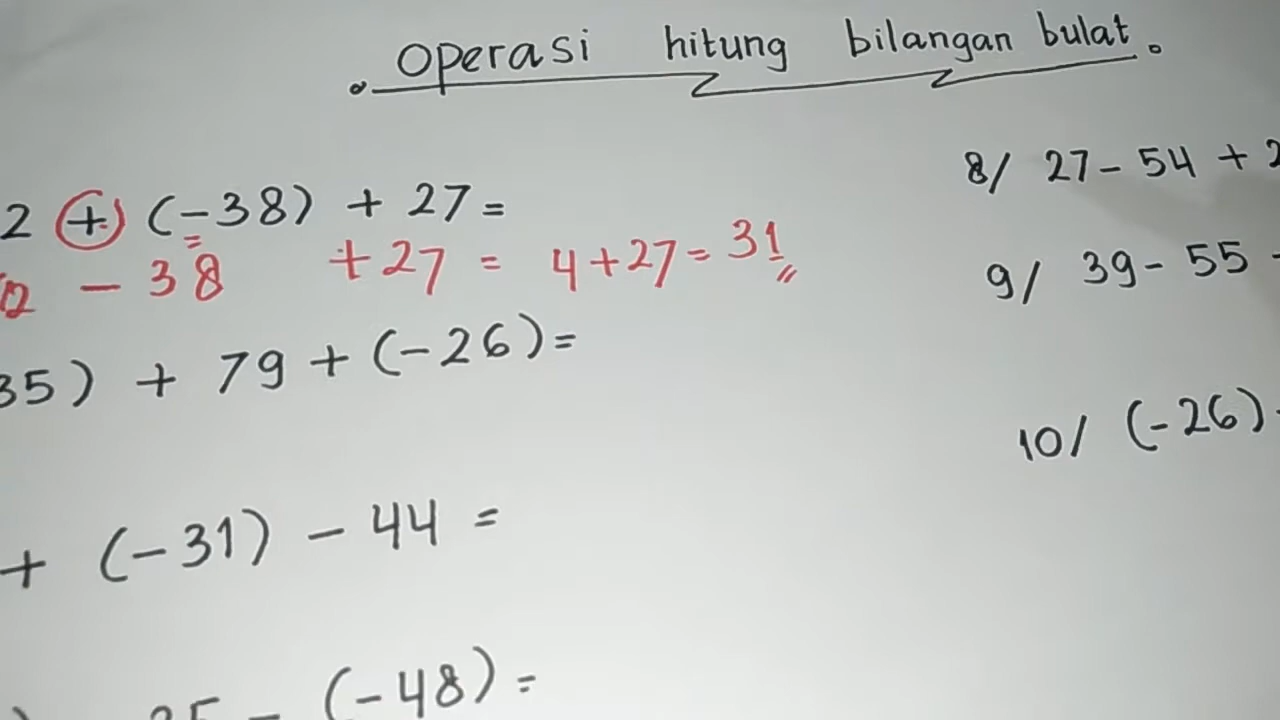 operasi hitung bilangan bulat.
2 + (-38) + 27 =
2 - 38 + 27 = 4 + 27 = 31
35) + 79 + (-26) =
+ (-31) - 44 =
) 35 - (-48) =
8/ 27 - 54 + 2
9/ 39 - 55
10/ (-26)